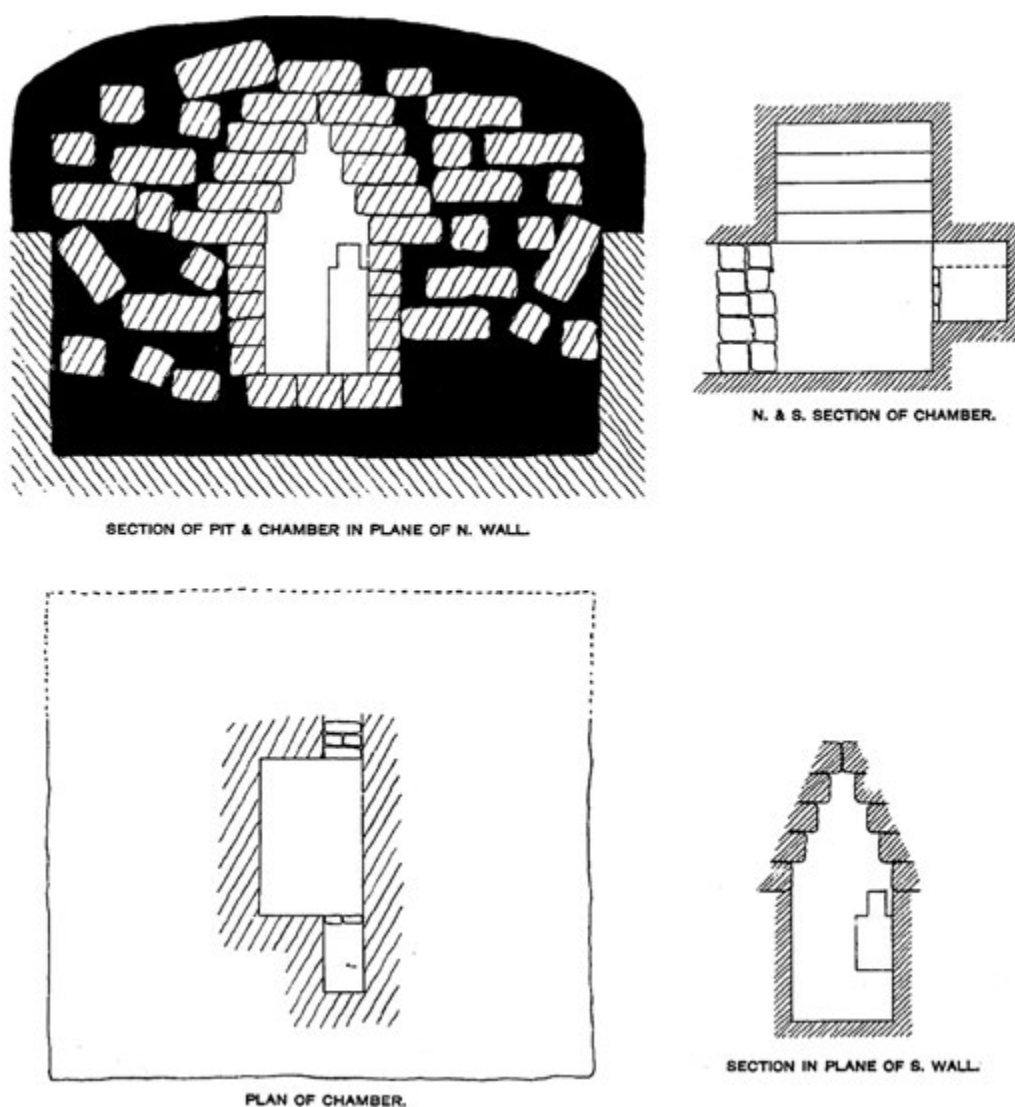 N. & S. SECTION OF CHAMBER.
SECTION OF PIT & CHAMBER IN PLANE OF N. WALL.
SECTION IN PLANE OF S. WALL.
PLAN OF CHAMBER.